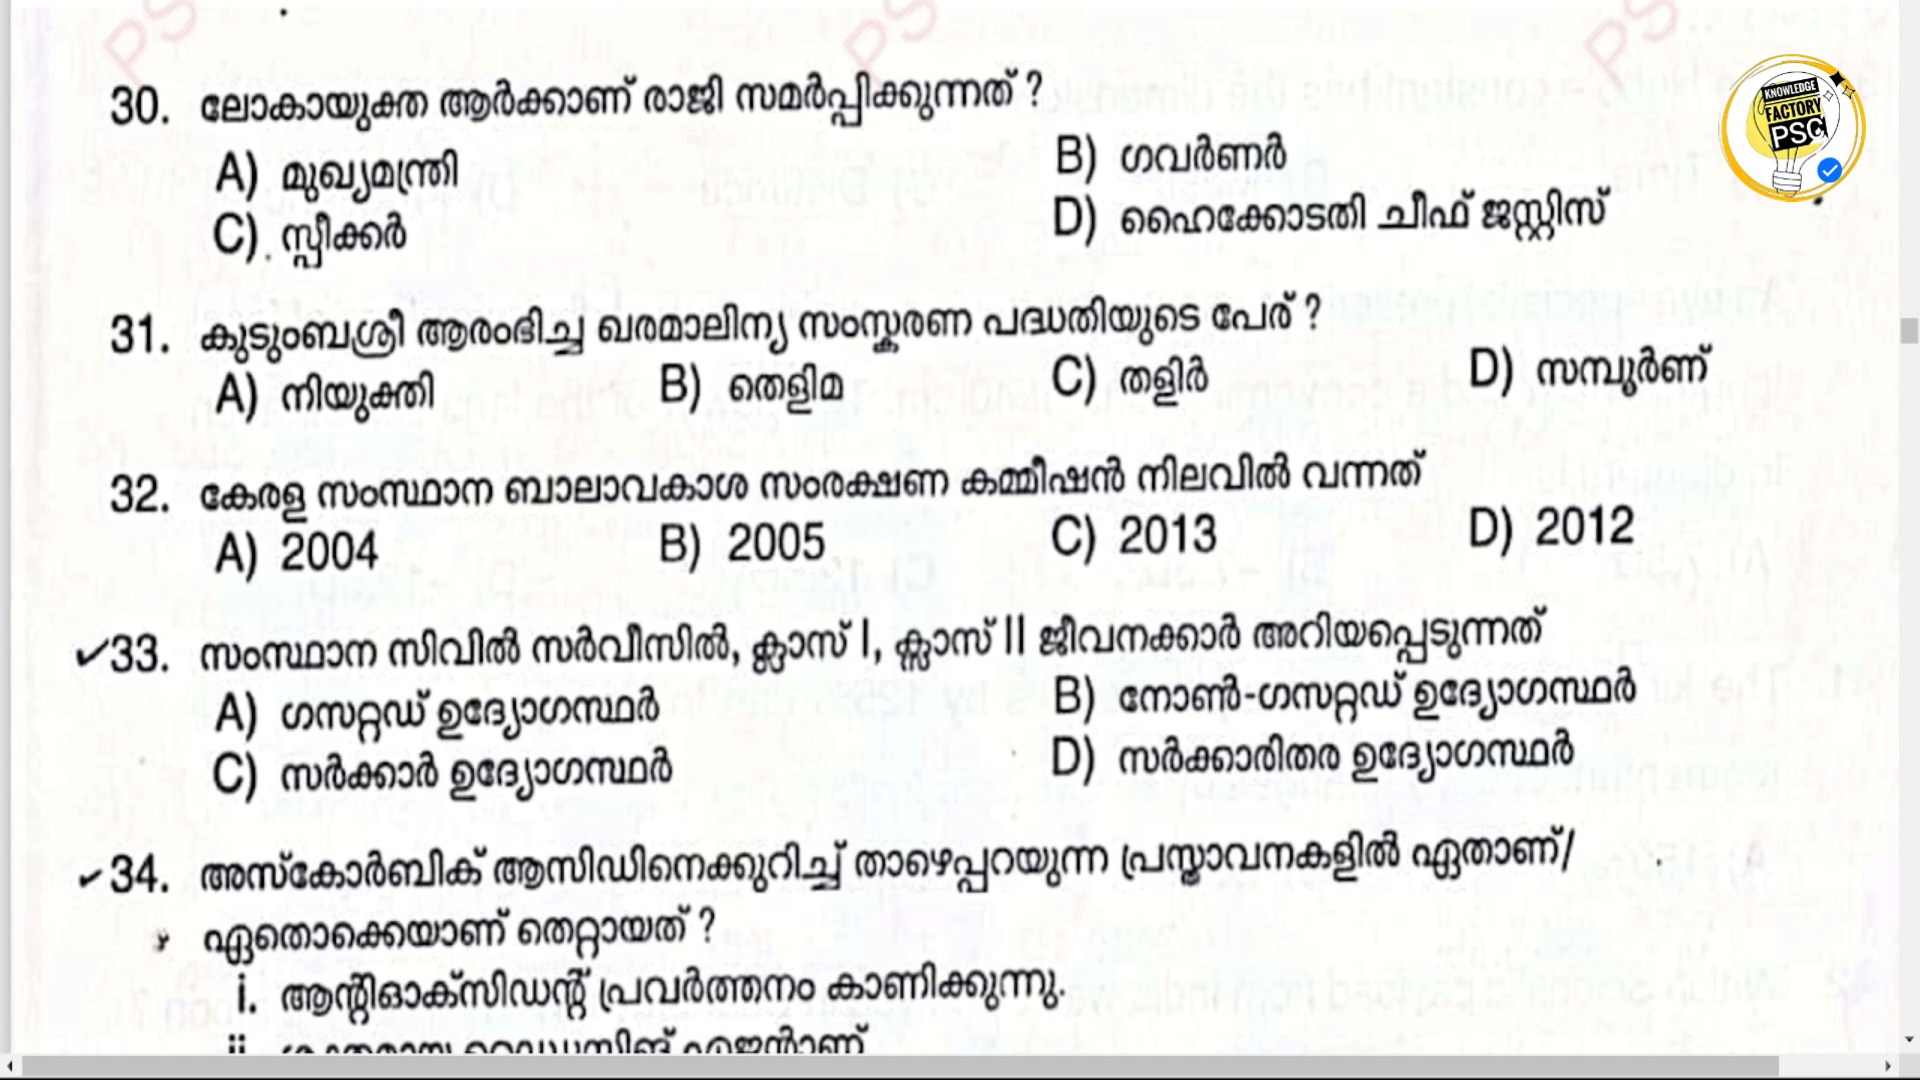 PS PS PS
KNOWLEDGE
FACTORY
PSC
30. ലോകായുക്ത ആർക്കാണ് രാജി സമർപ്പിക്കുന്നത് ?
A) മുഖ്യമന്ത്രി B) ഗവർണർ
C) സ്പീക്കർ D) ഹൈക്കോടതി ചീഫ് ജസ്റ്റിസ്
31. കുടുംബശ്രീ ആരംഭിച്ച ഖരമാലിന്യ സംസ്കരണ പദ്ധതിയുടെ പേര് ?
A) നിയുക്തി B) തെളിമ C) തളിർ D) സമ്പൂർണ്
32. കേരള സംസ്ഥാന ബാലാവകാശ സംരക്ഷണ കമ്മീഷൻ നിലവിൽ വന്നത്
A) 2004 B) 2005 C) 2013 D) 2012
33. സംസ്ഥാന സിവിൽ സർവീസിൽ, ക്ലാസ് I, ക്ലാസ് II ജീവനക്കാർ അറിയപ്പെടുന്നത്
A) ഗസറ്റഡ് ഉദ്യോഗസ്ഥർ B) നോൺ-ഗസറ്റഡ് ഉദ്യോഗസ്ഥർ
C) സർക്കാർ ഉദ്യോഗസ്ഥർ D) സർക്കാരിതര ഉദ്യോഗസ്ഥർ
34. അസ്കോർബിക് ആസിഡിനെക്കുറിച്ച് താഴെപ്പറയുന്ന പ്രസ്താവനകളിൽ ഏതാണ്/
ഏതൊക്കെയാണ് തെറ്റായത് ?
i. ആന്റിഓക്സിഡന്റ് പ്രവർത്തനം കാണിക്കുന്നു.
ii.